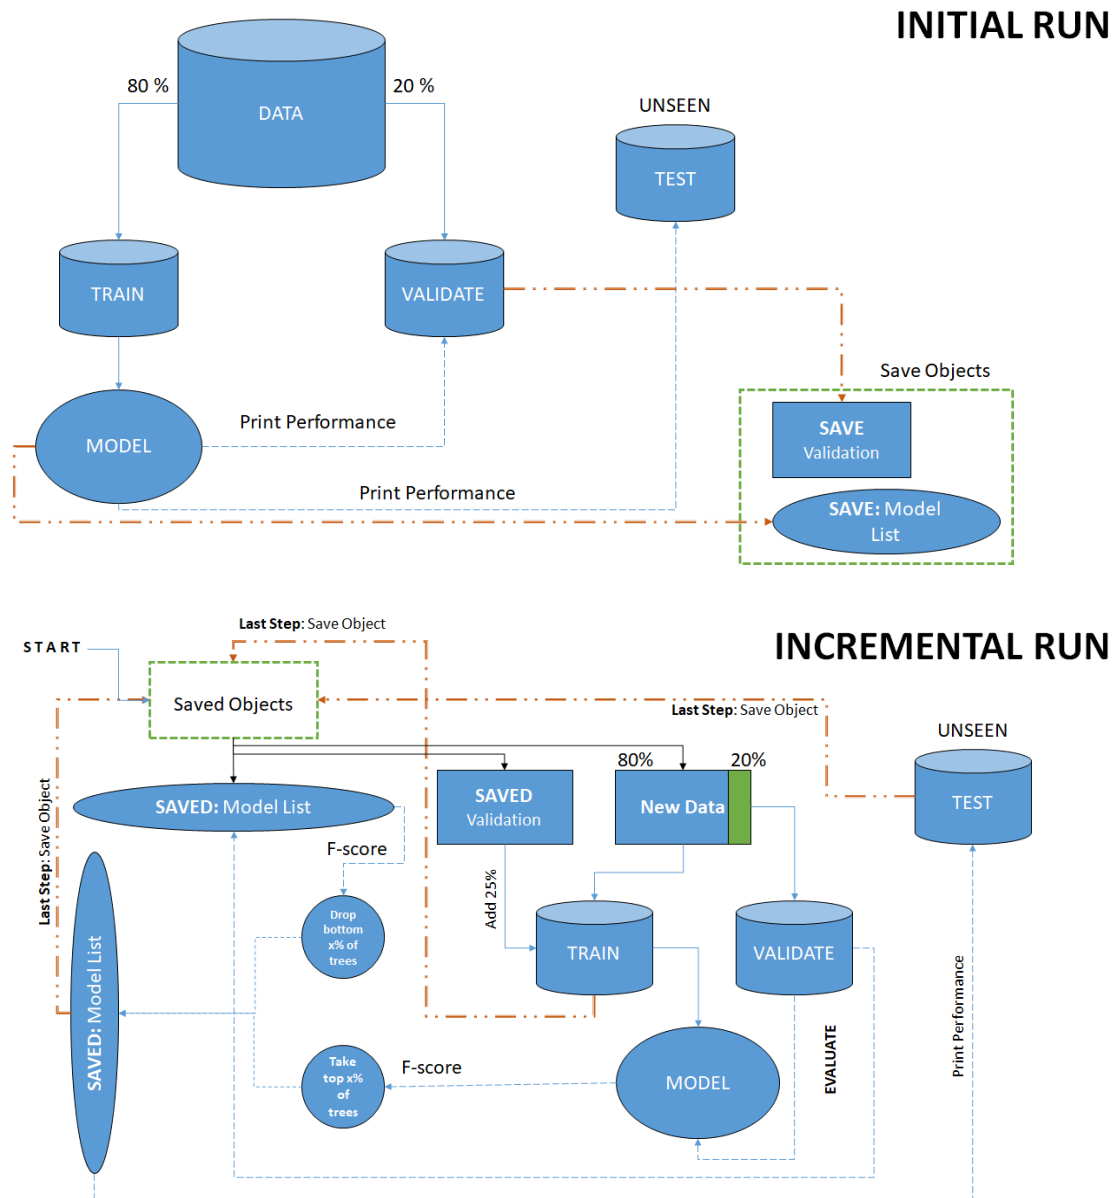 INITIAL RUN
80 %
20 %
DATA
UNSEEN
TEST
TRAIN
VALIDATE
Save Objects
MODEL
Print Performance
SAVE
Validation
Print Performance
SAVE: Model
List
Last Step: Save Object
START
INCREMENTAL RUN
Saved Objects
Last Step: Save Object
UNSEEN
80%
20%
SAVED: Model List
SAVED
Validation
New Data
TEST
Last Step: Save Object
F-score
Add 25%
Drop
bottom
x% of
trees
TRAIN
VALIDATE
SAVED: Model List
Print Performance
EVALUATE
F-score
Take
top x%
of
trees
MODEL